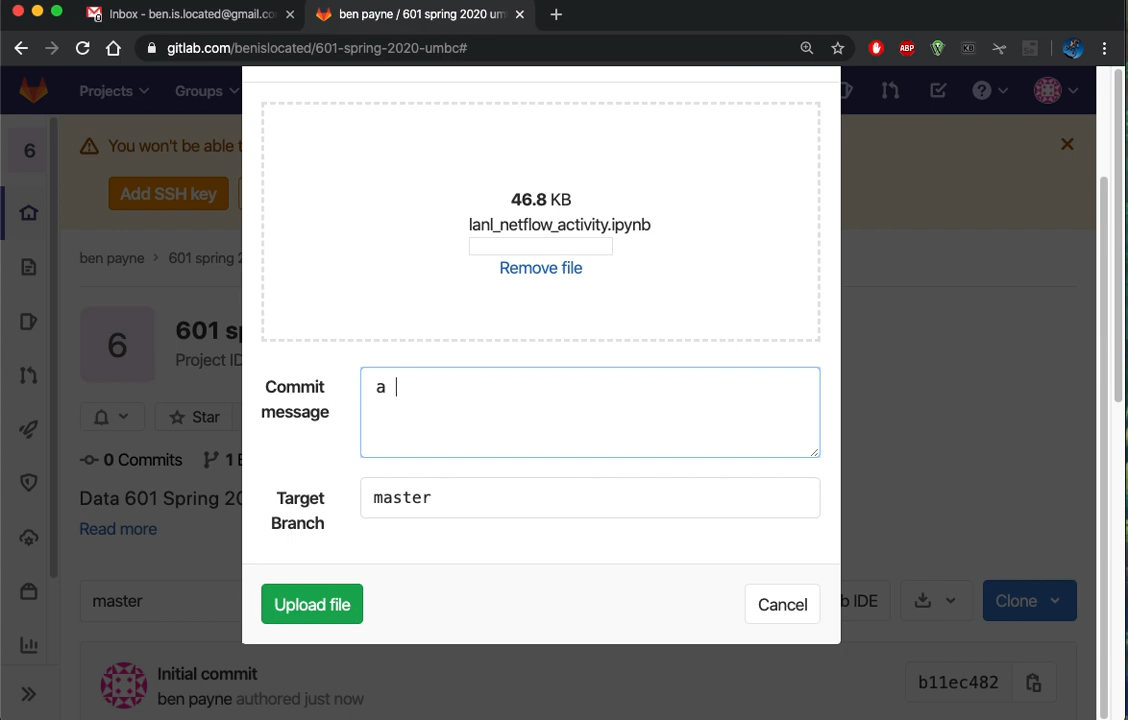 Inbox - ben.is.located@gmail.co
ben payne / 601 spring 2020 um
gitlab.com/benislocated/601-spring-2020-umbc#
ABP
Projects
Groups
6
You won't be able t
Add SSH key
ben payne > 601 spring 2
6
601 s
Project ID
Star
0 Commits
1
Data 601 Spring 20
Read more
46.8 KB
lanl_netflow_activity.ipynb
Remove file
Commit message
a
Target Branch
master
Upload file
Cancel
master
b IDE
Clone
Initial commit
ben payne authored just now
b11ec482